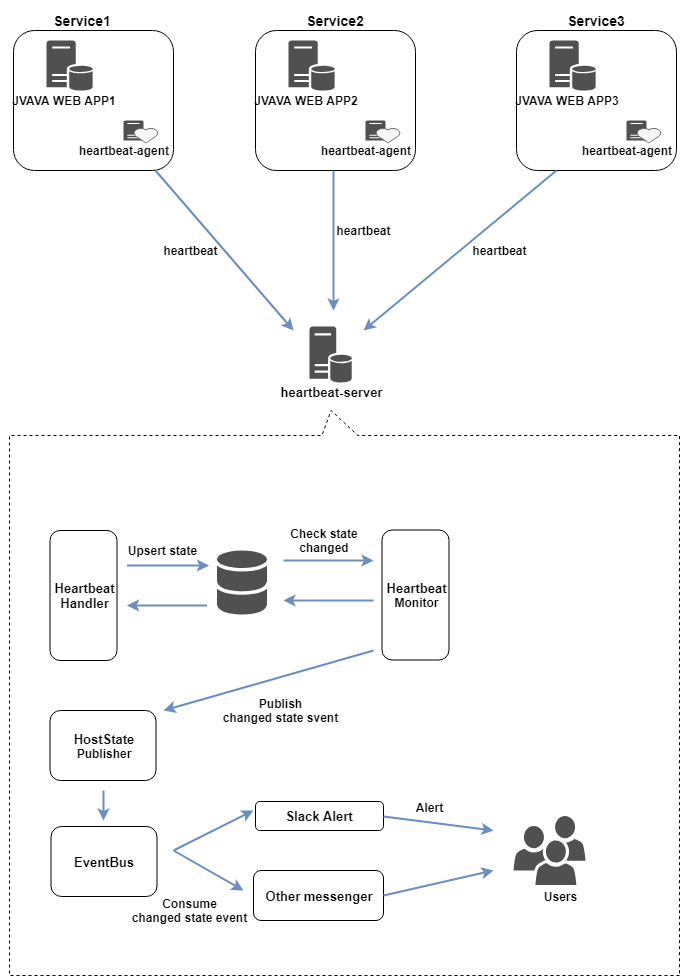 Service1
Service2
Service3
JVAVA WEB APP1
JVAVA WEB APP2
JVAVA WEB APP3
heartbeat-agent
heartbeat-agent
heartbeat-agent
heartbeat
heartbeat
heartbeat
heartbeat-server
Upsert state
Check state
changed
Heartbeat
Handler
Heartbeat
Monitor
Publish
changed state svent
HostState
Publisher
Slack Alert
Alert
EventBus
Other messenger
Users
Consume
changed state event